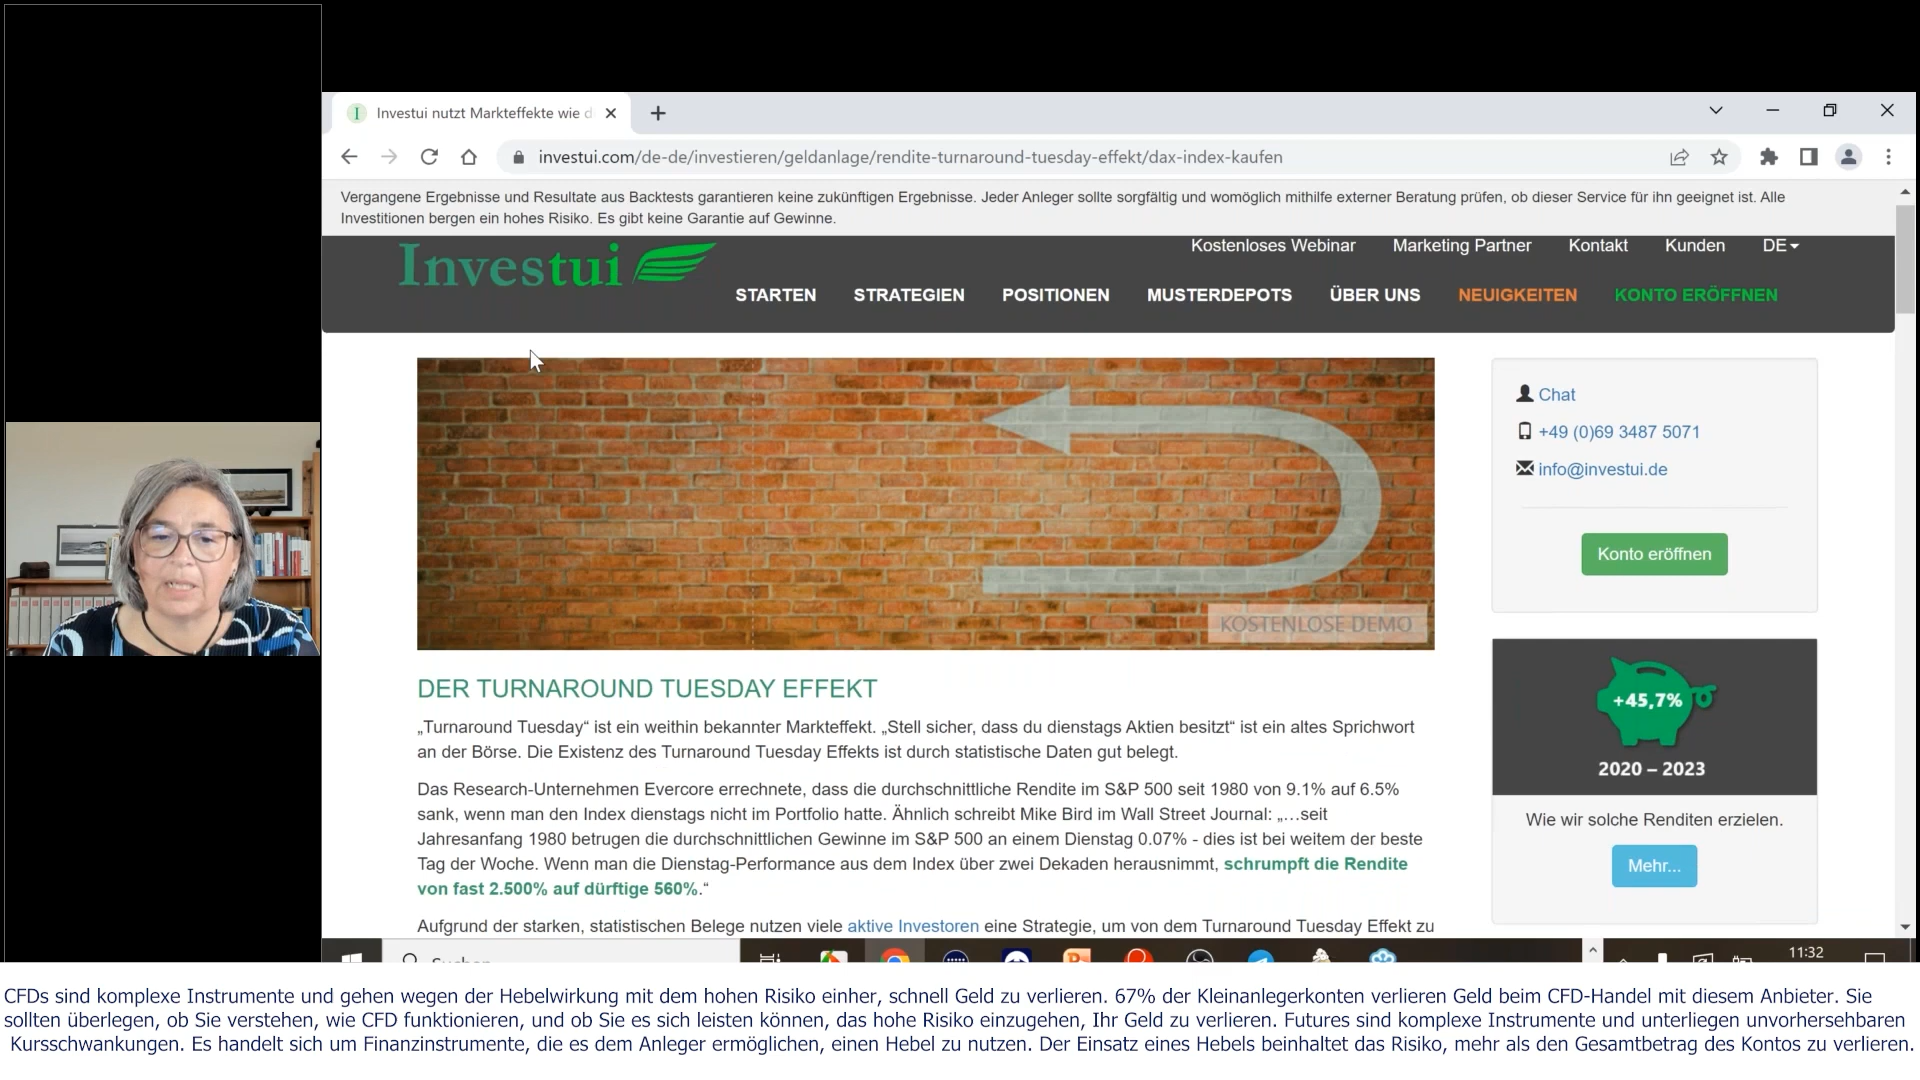 Investui nutzt Markteffekte wie d
investui.com/de-de/investieren/geldanlage/rendite-turnaround-tuesday-effekt/dax-index-kaufen
Vergangene Ergebnisse und Resultate aus Backtests garantieren keine zukünftigen Ergebnisse. Jeder Anleger sollte sorgfältig und womöglich mithilfe externer Beratung prüfen, ob dieser Service für ihn geeignet ist. Alle
Investitionen bergen ein hohes Risiko. Es gibt keine Garantie auf Gewinne.
Investui
Kostenloses Webinar Marketing Partner Kontakt Kunden DE
STARTEN STRATEGIEN POSITIONEN MUSTERDEPOTS ÜBER UNS NEUIGKEITEN KONTO ERÖFFNEN
KOSTENLOSE DEMO
DER TURNAROUND TUESDAY EFFEKT
„Turnaround Tuesday“ ist ein weithin bekannter Markteffekt. „Stell sicher, dass du dienstags Aktien besitzt“ ist ein altes Sprichwort
an der Börse. Die Existenz des Turnaround Tuesday Effekts ist durch statistische Daten gut belegt.
Das Research-Unternehmen Evercore errechnete, dass die durchschnittliche Rendite im S&P 500 seit 1980 von 9.1% auf 6.5%
sank, wenn man den Index dienstags nicht im Portfolio hatte. Ähnlich schreibt Mike Bird im Wall Street Journal: „…seit
Jahresanfang 1980 betrugen die durchschnittlichen Gewinne im S&P 500 an einem Dienstag 0.07% - dies ist bei weitem der beste
Tag der Woche. Wenn man die Dienstag-Performance aus dem Index über zwei Dekaden herausnimmt, schrumpft die Rendite
von fast 2.500% auf dürftige 560%.“
Aufgrund der starken, statistischen Belege nutzen viele aktive Investoren eine Strategie, um von dem Turnaround Tuesday Effekt zu
Chat
+49 (0)69 3487 5071
info@investui.de
Konto eröffnen
+45,7%
2020 – 2023
Wie wir solche Renditen erzielen.
Mehr...
Suchen
11:32
CFDs sind komplexe Instrumente und gehen wegen der Hebelwirkung mit dem hohen Risiko einher, schnell Geld zu verlieren. 67% der Kleinanlegerkonten verlieren Geld beim CFD-Handel mit diesem Anbieter. Sie
sollten überlegen, ob Sie verstehen, wie CFD funktionieren, und ob Sie es sich leisten können, das hohe Risiko einzugehen, Ihr Geld zu verlieren. Futures sind komplexe Instrumente und unterliegen unvorhersehbaren
Kursschwankungen. Es handelt sich um Finanzinstrumente, die es dem Anleger ermöglichen, einen Hebel zu nutzen. Der Einsatz eines Hebels beinhaltet das Risiko, mehr als den Gesamtbetrag des Kontos zu verlieren.